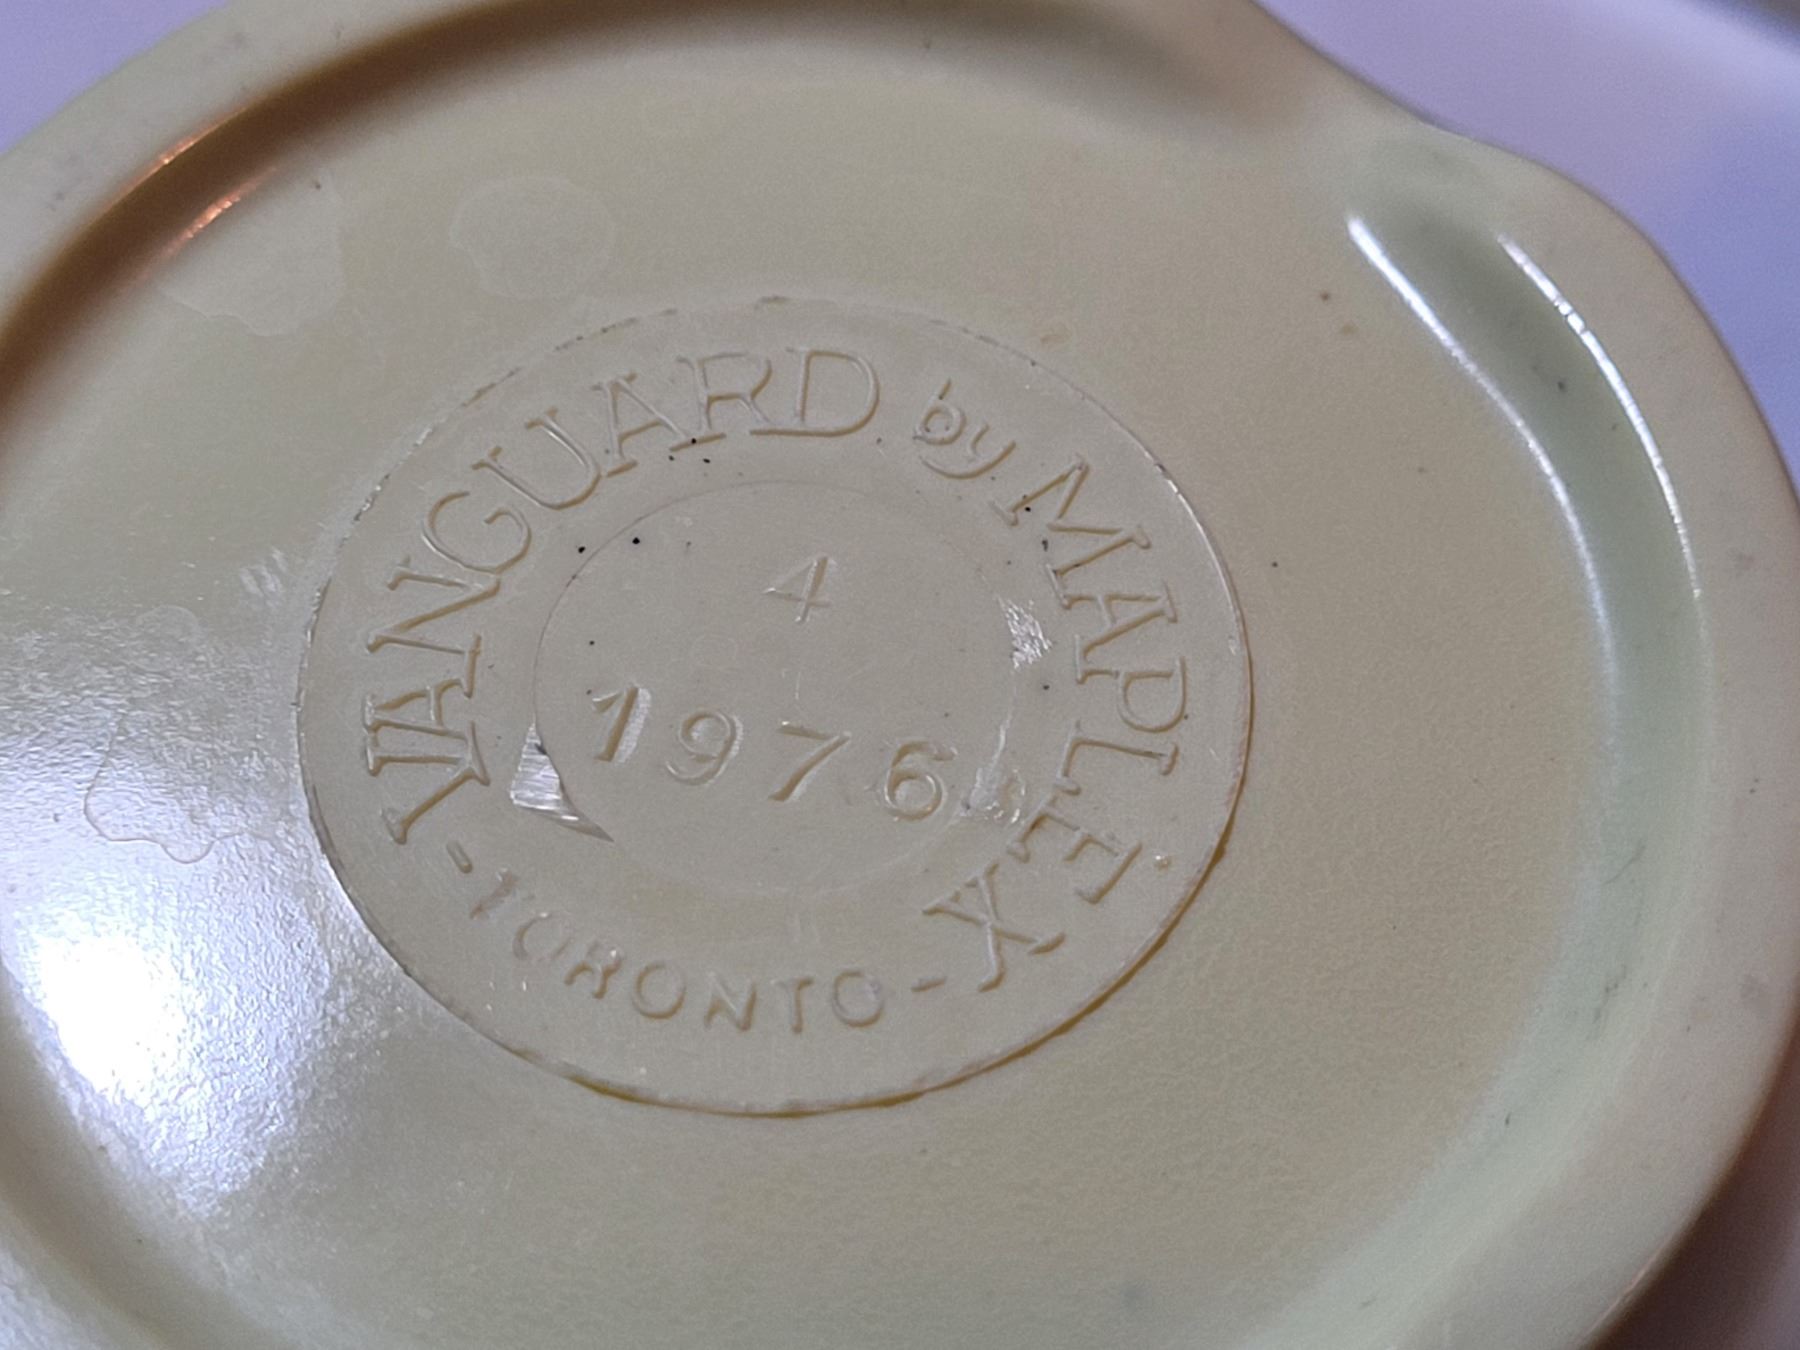 VANGUARD by MAPLEX
4
1976
-TORONTO-